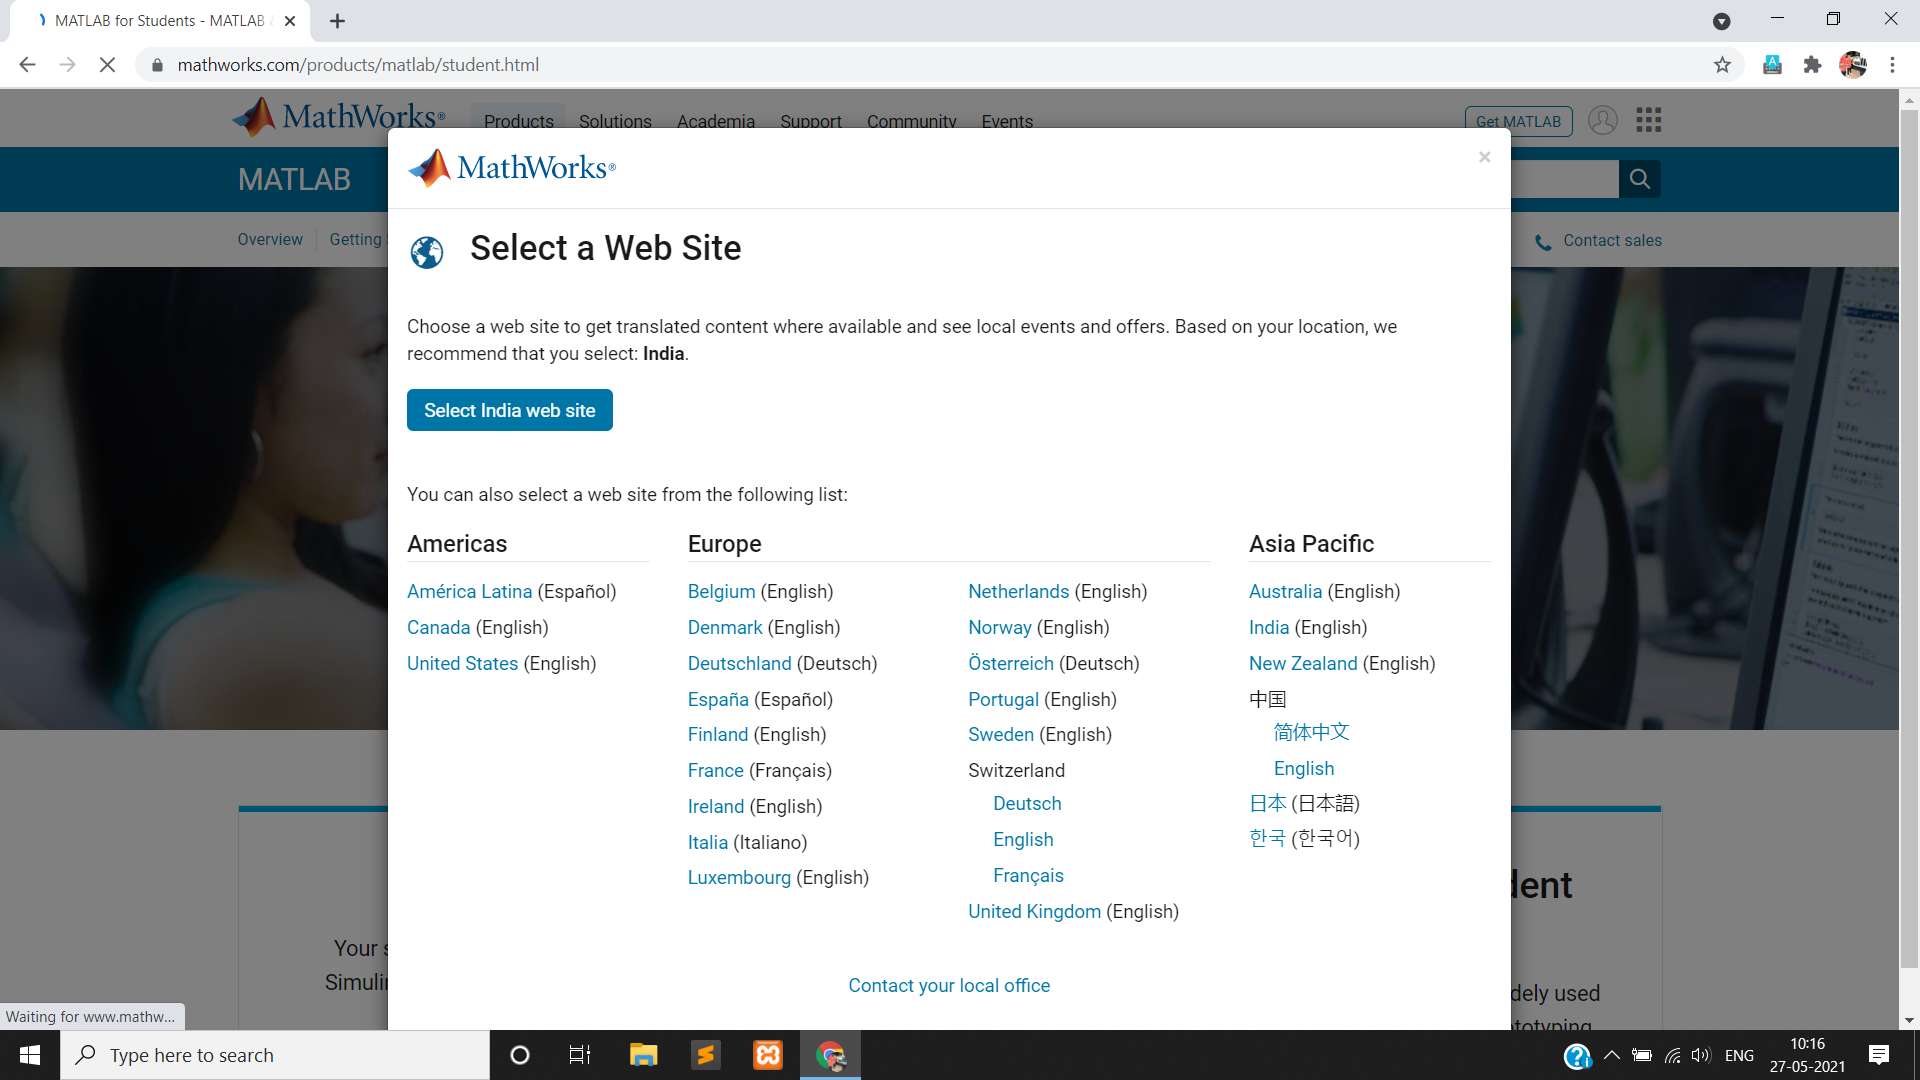 MATLAB for Students - MATLAB
mathworks.com/products/matlab/student.html
MathWorks®
Products Solutions Academia Support Community Events
Get MATLAB
MATLAB
Overview Getting
Contact sales
MathWorks®
×
Select a Web Site
Choose a web site to get translated content where available and see local events and offers. Based on your location, we
recommend that you select: India.
Select India web site
You can also select a web site from the following list:
Americas
América Latina (Español)
Canada (English)
United States (English)
Europe
Belgium (English)
Denmark (English)
Deutschland (Deutsch)
España (Español)
Finland (English)
France (Français)
Ireland (English)
Italia (Italiano)
Luxembourg (English)
Netherlands (English)
Norway (English)
Österreich (Deutsch)
Portugal (English)
Sweden (English)
Switzerland
Deutsch
English
Français
United Kingdom (English)
Asia Pacific
Australia (English)
India (English)
New Zealand (English)
中国
简体中文
English
日本 (日本語)
한국 (한국어)
Contact your local office
Your s
Simulin
dent
dely used
totyping
Waiting for www.mathw...
Type here to search
ENG
10:16
27-05-2021